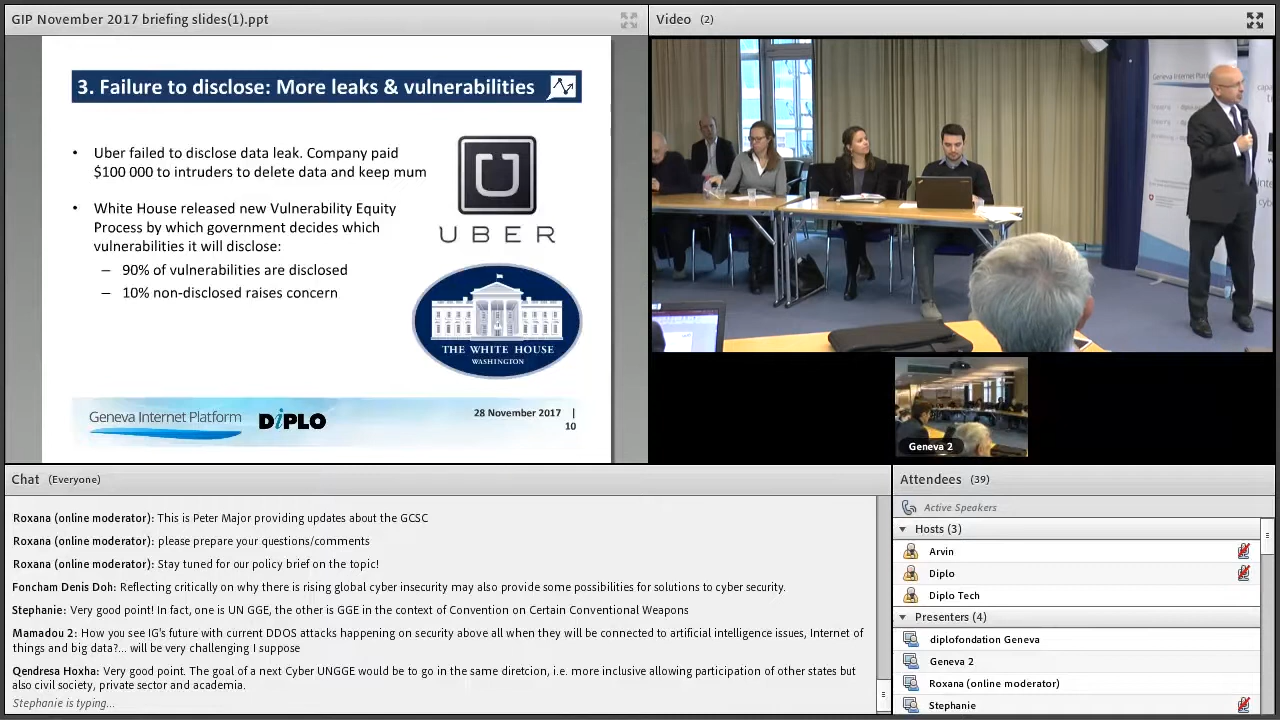 GIP November 2017 briefing slides(1).ppt
3. Failure to disclose: More leaks & vulnerabilities
• Uber failed to disclose data leak. Company paid
$100 000 to intruders to delete data and keep mum
• White House released new Vulnerability Equity
Process by which government decides which
vulnerabilities it will disclose:
– 90% of vulnerabilities are disclosed
– 10% non-disclosed raises concern
UBER
THE WHITE HOUSE
WASHINGTON
Geneva Internet Platform
DiPLO
28 November 2017 |
10
Video (2)
Geneva Internet Platform
Geneva 2
Chat (Everyone)
Roxana (online moderator): This is Peter Major providing updates about the GCSC
Roxana (online moderator): please prepare your questions/comments
Roxana (online moderator): Stay tuned for our policy brief on the topic!
Foncham Denis Doh: Reflecting critically on why there is rising global cyber insecurity may also provide some possibilities for solutions to cyber security.
Stephanie: Very good point! In fact, one is UN GGE, the other is GGE in the context of Convention on Certain Conventional Weapons
Mamadou 2: How you see IG's future with current DDOS attacks happening on security above all when they will be connected to artificial intelligence issues, Internet of
things and big data?... will be very challenging I suppose
Qendresa Hoxha: Very good point. The goal of a next Cyber UNGGE would be to go in the same diretcion, i.e. more inclusive allowing participation of other states but
also civil society, private sector and academia.
Stephanie is typing...
Attendees (39)
Active Speakers
Hosts (3)
Arvin
Diplo
Diplo Tech
Presenters (4)
diplofondation Geneva
Geneva 2
Roxana (online moderator)
Stephanie